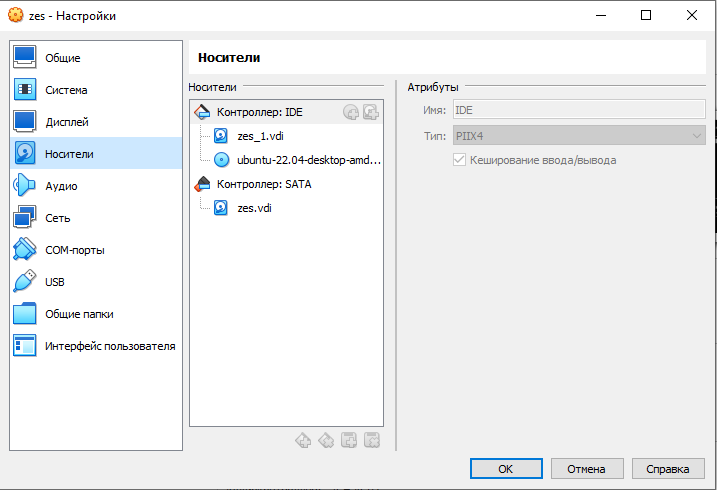 zes - Настройки
Общие
Система
Дисплей
Носители
Аудио
Сеть
COM-порты
USB
Общие папки
Интерфейс пользователя
Носители
Носители
Контроллер: IDE
zes_1.vdi
ubuntu-22.04-desktop-amd...
Контроллер: SATA
zes.vdi
Атрибуты
Имя: IDE
Тип: PIIX4
Кеширование ввода/вывода
OK Отмена Справка